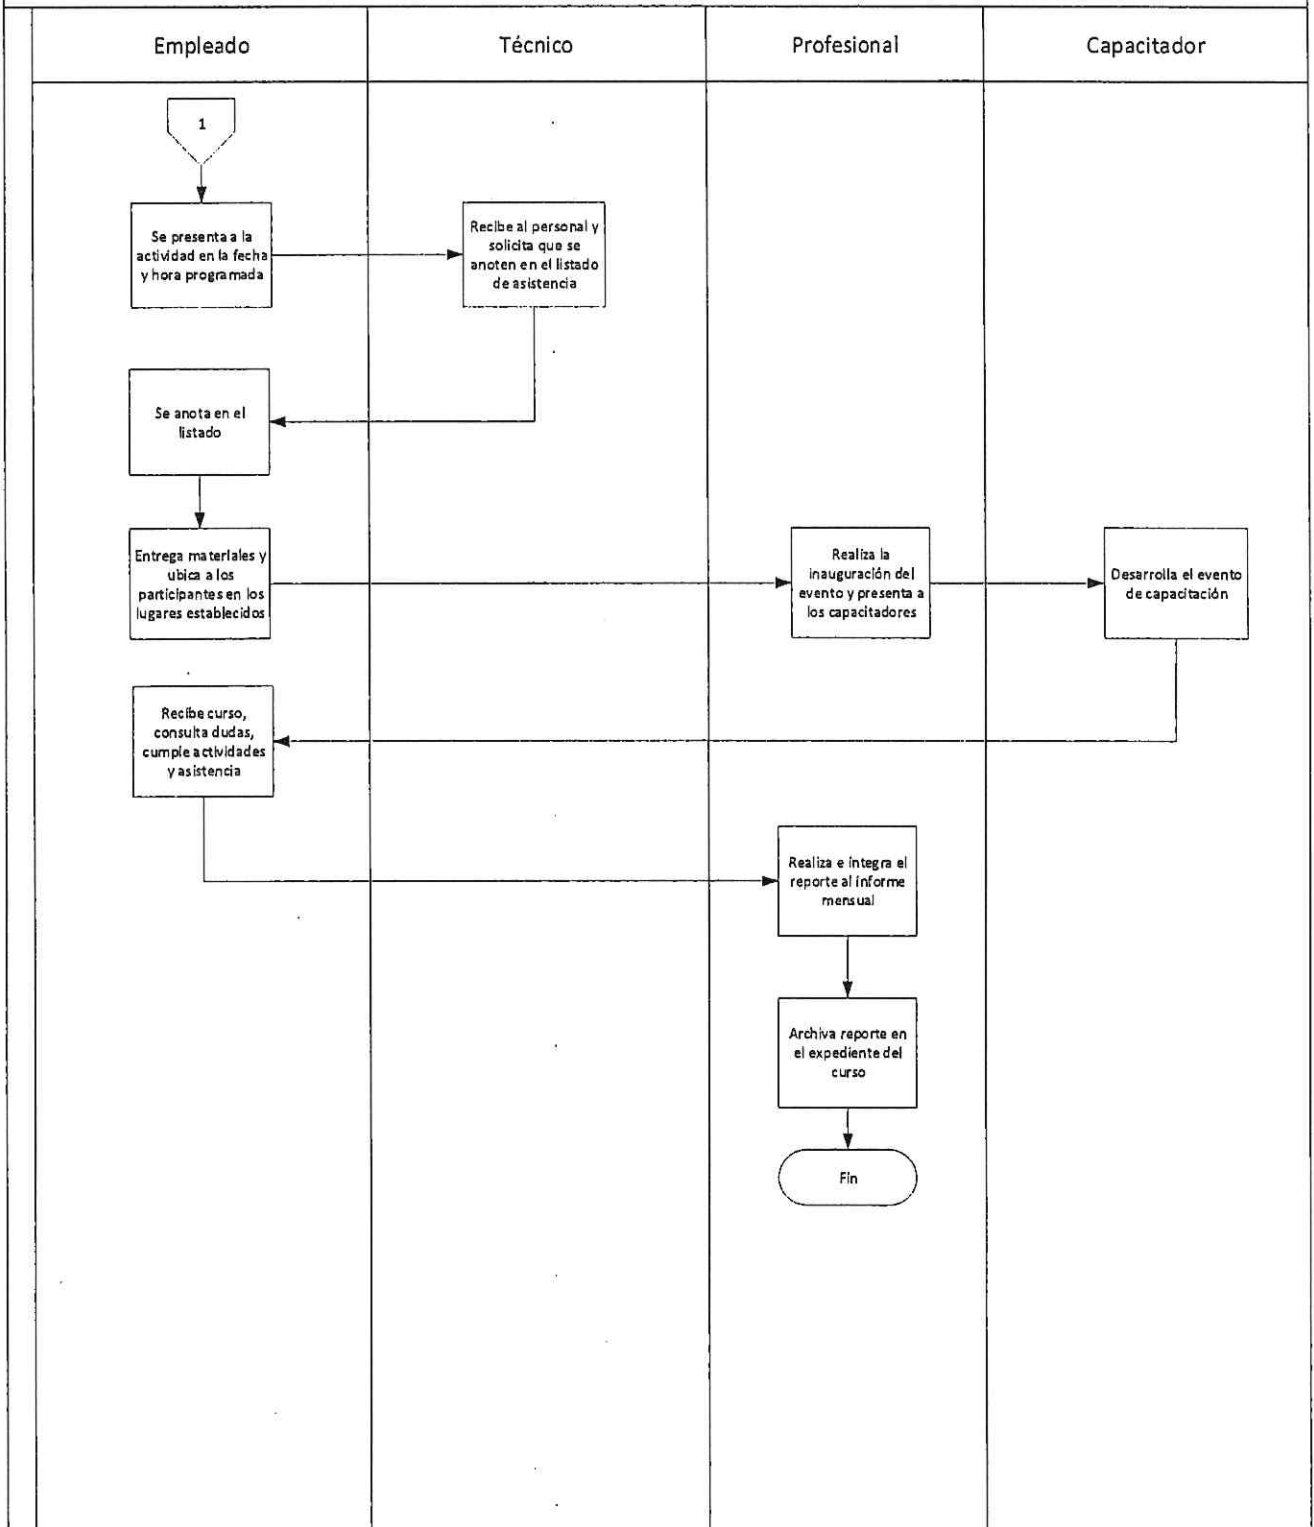 Empleado
Técnico
Profesional
Capacitador
1
Se presenta a la
actividad en la fecha
y hora programada
Recibe al personal y
solicita que se
anoten en el listado
de asistencia
Se anota en el
listado
Entrega materiales y
ubica a los
participantes en los
lugares establecidos
Realiza la
inauguración del
evento y presenta a
los capacitadores
Desarrolla el evento
de capacitación
Recibe curso,
consulta dudas,
cumple actividades
y asistencia
Realiza e integra el
reporte al informe
mensual
Archiva reporte en
el expediente del
curso
Fin